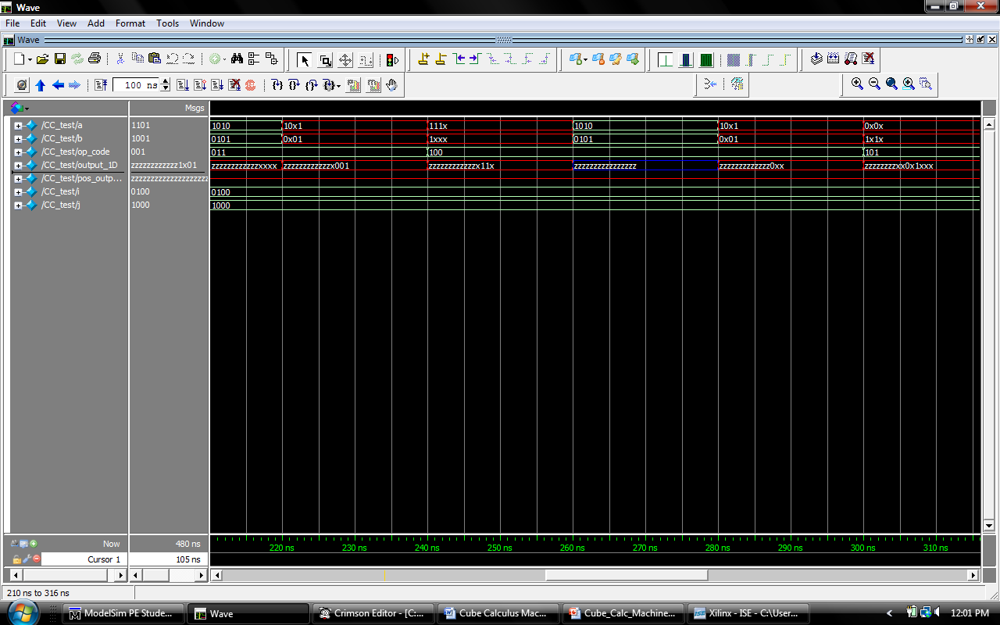 Wave
File Edit View Add Format Tools Window
Wave
100 ns
Msgs
/CC_test/a 1101 1010 10x1 111x 1010 10x1 0x0x
/CC_test/b 1001 0101 0x01 1xxx 0101 0x01 1x1x
/CC_test/op_code 001 011 100 101
/CC_test/output_1D zzzzzzzzzzzz1x01 zzzzzzzzzzzzxxxx zzzzzzzzzzzzx001 zzzzzzzzzzzzx11x zzzzzzzzzzzzzzzz zzzzzzzzzzzzz0xx zzzzzzzzxx0x1xxx
/CC_test/pos_outp... zzzzzzzzzzzzzzzzzzzz
/CC_test/i 0100 0100
/CC_test/j 1000 1000
Now 480 ns 220 ns 230 ns 240 ns 250 ns 260 ns 270 ns 280 ns 290 ns 300 ns 310 ns
Cursor 1 105 ns
210 ns to 316 ns
ModelSim PE Stude... Wave Crimson Editor - [C:... Cube Calculus Mac... Cube_Calc_Machine... Xilinx - ISE - C:\User... 12:01 PM